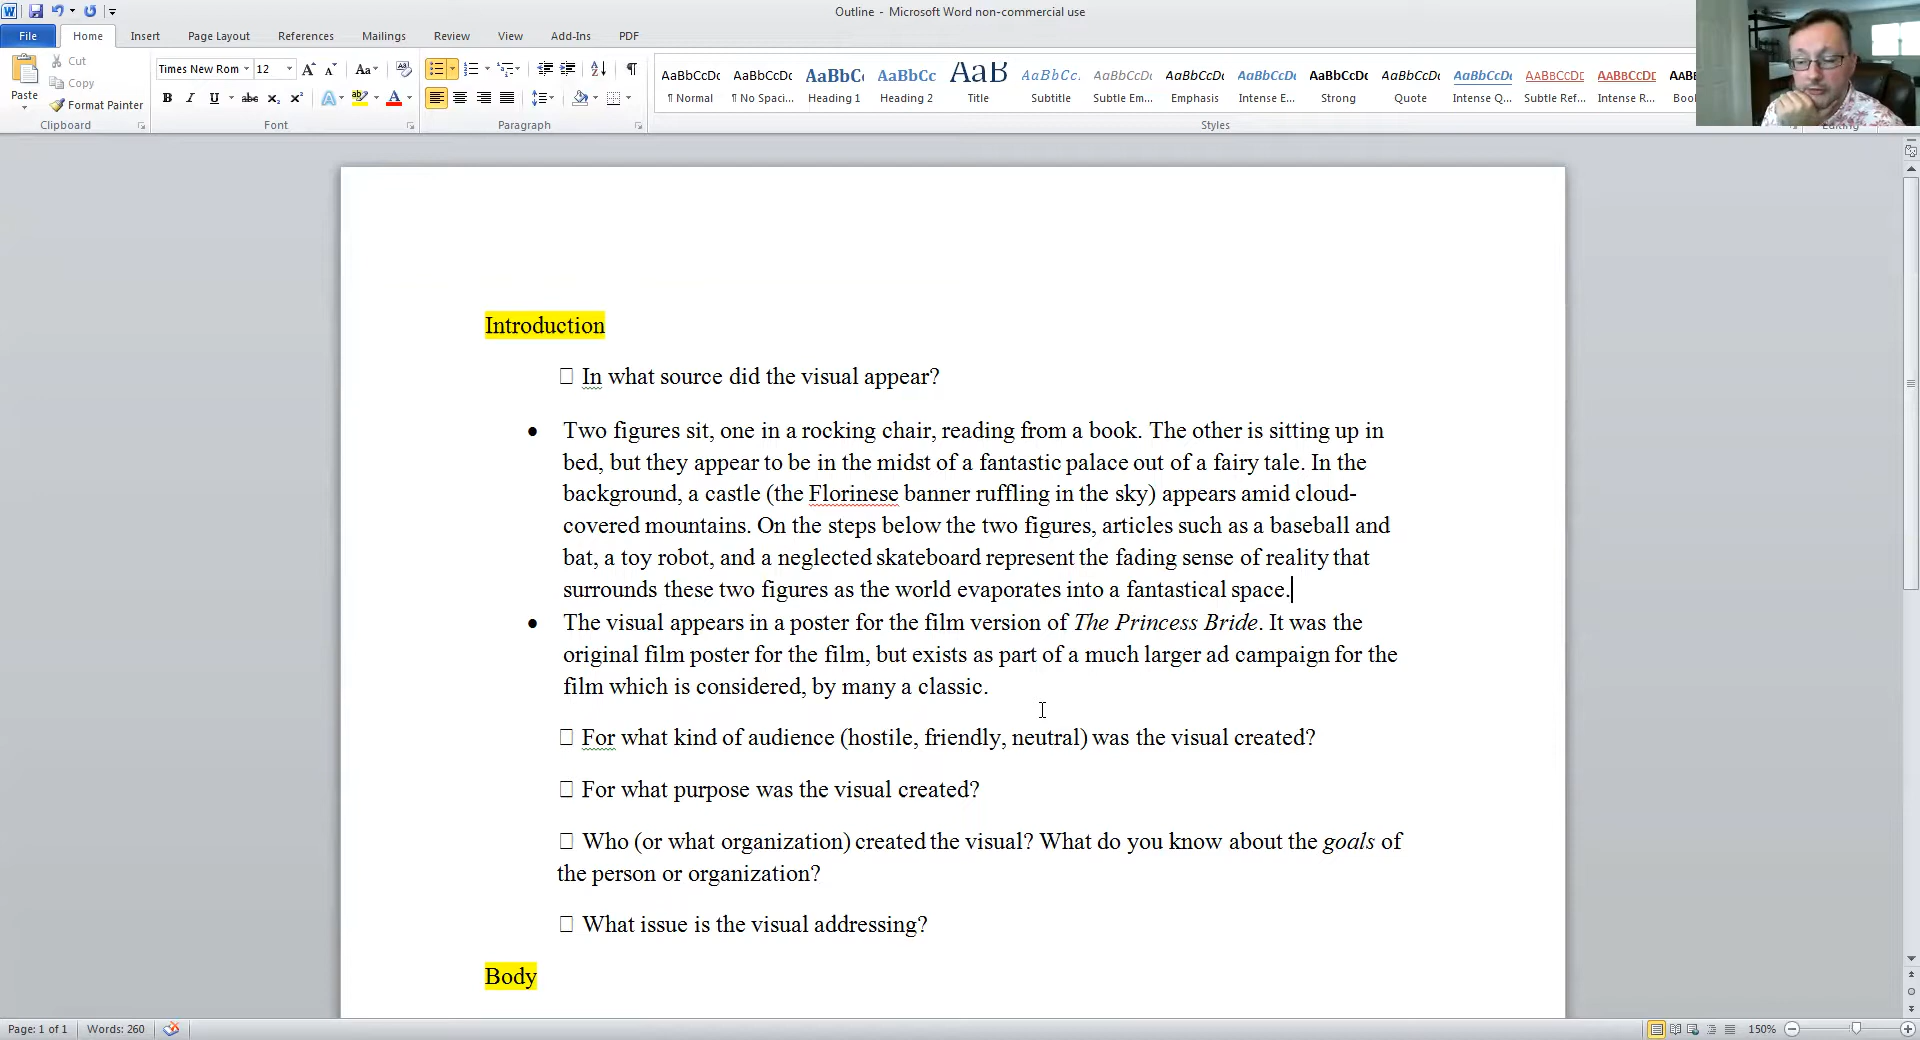 Outline - Microsoft Word non-commercial use
File Home Insert Page Layout References Mailings Review View Add-Ins PDF
Paste
Cut
Copy
Format Painter
Clipboard
Times New Rom 12 Aa
B I U abc x₂ x² A ab A
Font
Paragraph
AaBbCcDc AaBbCcDc AaBbCc AaBbCc AaB AaBbCc. AaBbCcDc AaBbCcDc AaBbCcDc AaBbCcDc AaBbCcDc AaBbCcDc AABBCCDI AABBCCDI AABB
¶ Normal ¶ No Spaci... Heading 1 Heading 2 Title Subtitle Subtle Em... Emphasis Intense E... Strong Quote Intense Q... Subtle Ref... Intense R... Boo
Styles
Editing
Introduction
□ In what source did the visual appear?
• Two figures sit, one in a rocking chair, reading from a book. The other is sitting up in
bed, but they appear to be in the midst of a fantastic palace out of a fairy tale. In the
background, a castle (the Florinese banner ruffling in the sky) appears amid cloud-
covered mountains. On the steps below the two figures, articles such as a baseball and
bat, a toy robot, and a neglected skateboard represent the fading sense of reality that
surrounds these two figures as the world evaporates into a fantastical space.
• The visual appears in a poster for the film version of The Princess Bride. It was the
original film poster for the film, but exists as part of a much larger ad campaign for the
film which is considered, by many a classic.
□ For what kind of audience (hostile, friendly, neutral) was the visual created?
□ For what purpose was the visual created?
□ Who (or what organization) created the visual? What do you know about the goals of
the person or organization?
□ What issue is the visual addressing?
Body
Page: 1 of 1 Words: 260
150%